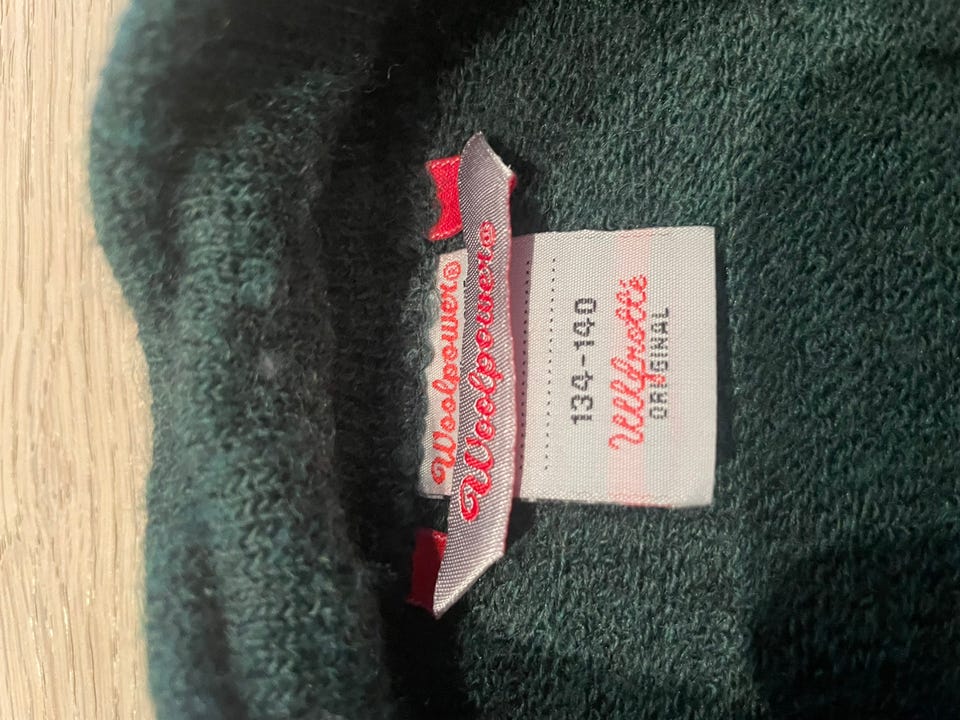 Woolpower®
Woolpower®
134-140
Ullfrotté
ORIGINAL